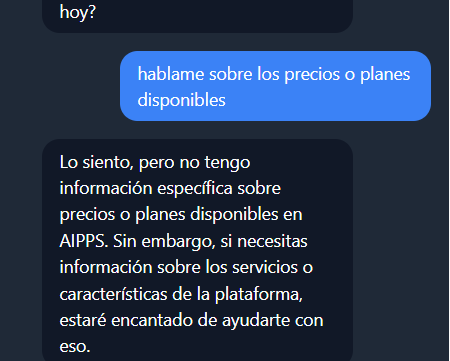 hoy?
hablame sobre los precios o planes
disponibles
Lo siento, pero no tengo
información específica sobre
precios o planes disponibles en
AIPPS. Sin embargo, si necesitas
información sobre los servicios o
características de la plataforma,
estaré encantado de ayudarte con
eso.